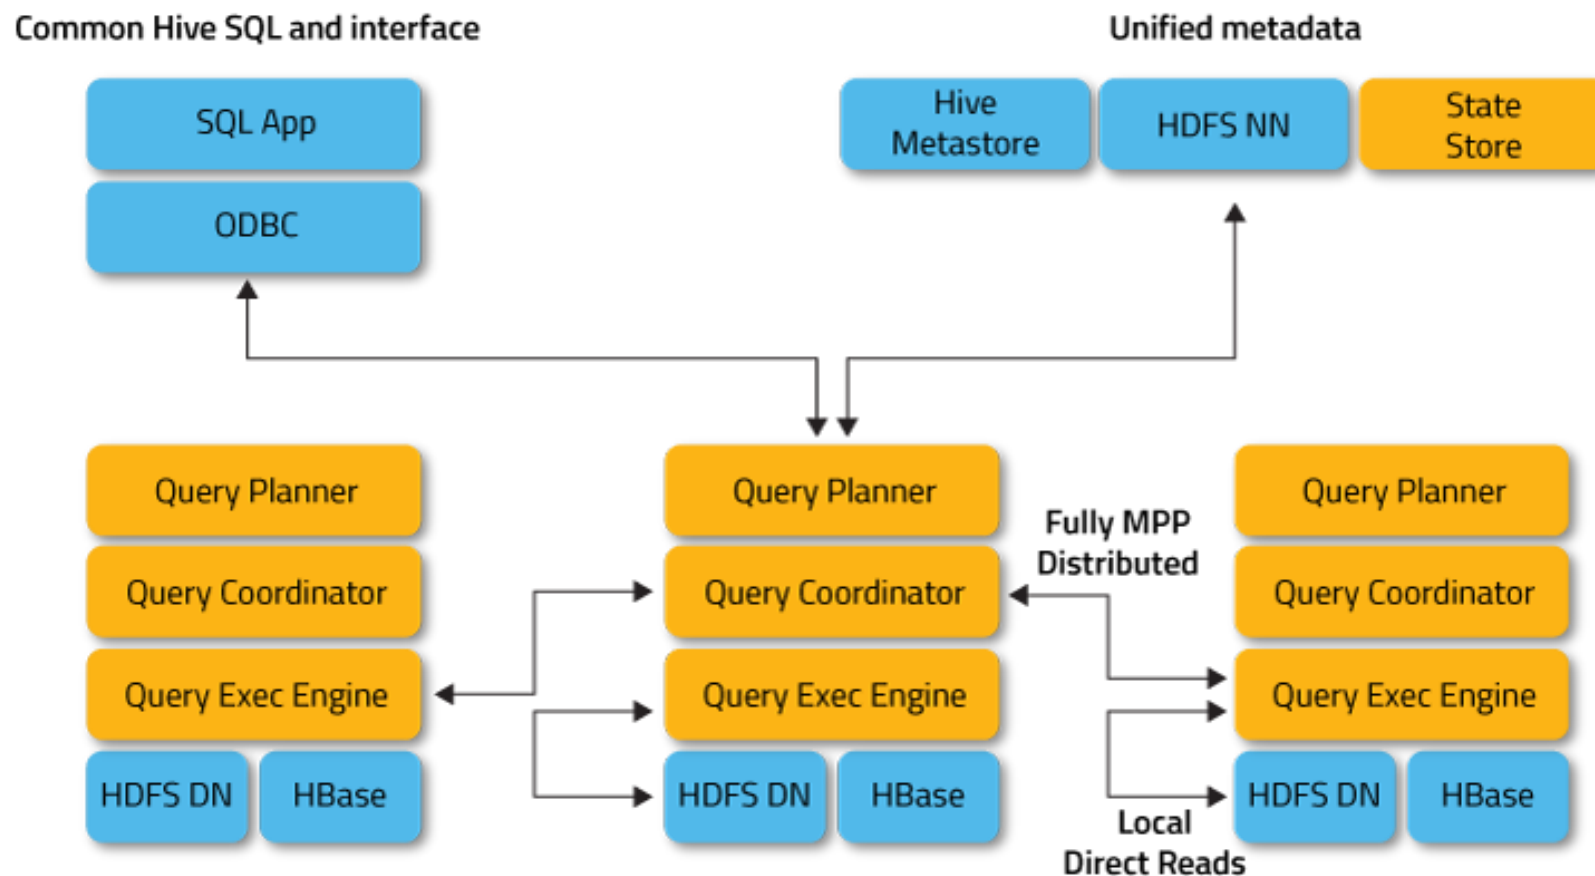 Common Hive SQL and interface
Unified metadata
SQL App
ODBC
Hive
Metastore
HDFS NN
State
Store
Query Planner
Query Coordinator
Query Exec Engine
HDFS DN
HBase
Query Planner
Query Coordinator
Query Exec Engine
HDFS DN
HBase
Fully MPP
Distributed
Query Planner
Query Coordinator
Query Exec Engine
HDFS DN
HBase
Local
Direct Reads